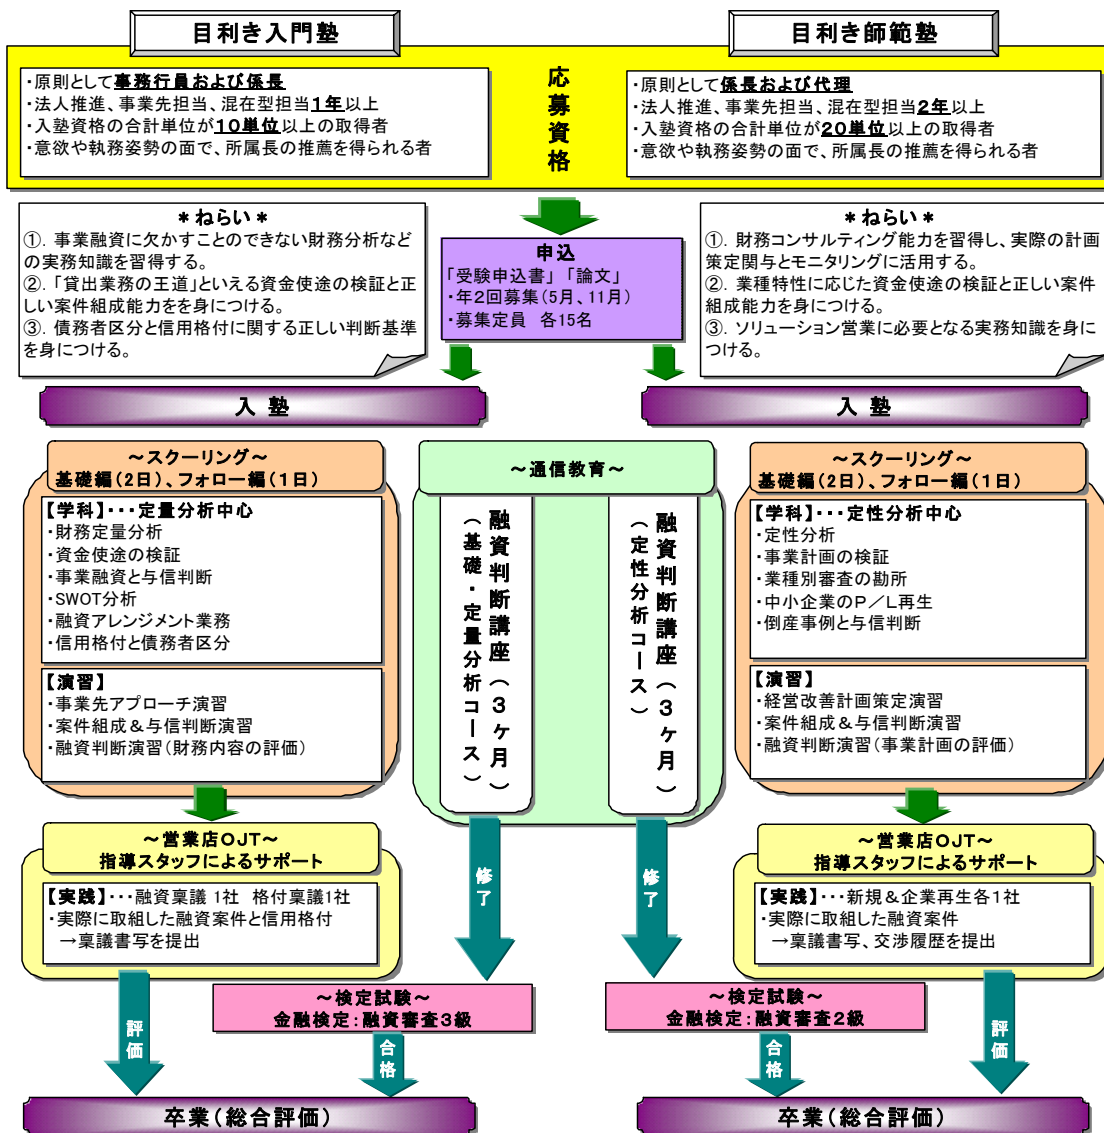 目利き入門塾
目利き師範塾
・原則として事務行員および係長
・法人推進、事業先担当、混在型担当1年以上
・入塾資格の合計単位が10単位以上の取得者
・意欲や執務姿勢の面で、所属長の推薦を得られる者
応募資格
・原則として係長および代理
・法人推進、事業先担当、混在型担当2年以上
・入塾資格の合計単位が20単位以上の取得者
・意欲や執務姿勢の面で、所属長の推薦を得られる者
＊ねらい＊
①．事業融資に欠かすことのできない財務分析など
の実務知識を習得する。
②．「貸出業務の王道」といえる資金使途の検証と正
しい案件組成能力をを身につける。
③．債務者区分と信用格付に関する正しい判断基準
を身につける。
申込
「受験申込書」「論文」
・年2回募集(5月、11月)
・募集定員 各15名
＊ねらい＊
①．財務コンサルティング能力を習得し、実際の計画
策定関与とモニタリングに活用する。
②．業種特性に応じた資金使途の検証と正しい案件
組成能力を身につける。
③．ソリューション営業に必要となる実務知識を身に
つける。
入 塾
入 塾
～スクーリング～
基礎編(2日)、フォロー編(1日)
【学科】･･･定量分析中心
・財務定量分析
・資金使途の検証
・事業融資と与信判断
・SWOT分析
・融資アレンジメント業務
・信用格付と債務者区分
【演習】
・事業先アプローチ演習
・案件組成＆与信判断演習
・融資判断演習(財務内容の評価)
～通信教育～
融資判断講座(3ヶ月)
(基礎・定量分析コース)
融資判断講座(3ヶ月)
(定性分析コース)
～スクーリング～
基礎編(2日)、フォロー編(1日)
【学科】･･･定性分析中心
・定性分析
・事業計画の検証
・業種別審査の勘所
・中小企業のP／L再生
・倒産事例と与信判断
【演習】
・経営改善計画策定演習
・案件組成＆与信判断演習
・融資判断演習(事業計画の評価)
～営業店OJT～
指導スタッフによるサポート
【実践】･･･融資稟議 1社 格付稟議1社
・実際に取組した融資案件と信用格付
→稟議書写を提出
修了
修了
～営業店OJT～
指導スタッフによるサポート
【実践】･･･新規＆企業再生各1社
・実際に取組した融資案件
→稟議書写、交渉履歴を提出
～検定試験～
金融検定：融資審査3級
～検定試験～
金融検定：融資審査2級
評価
合格
合格
評価
卒業(総合評価)
卒業(総合評価)